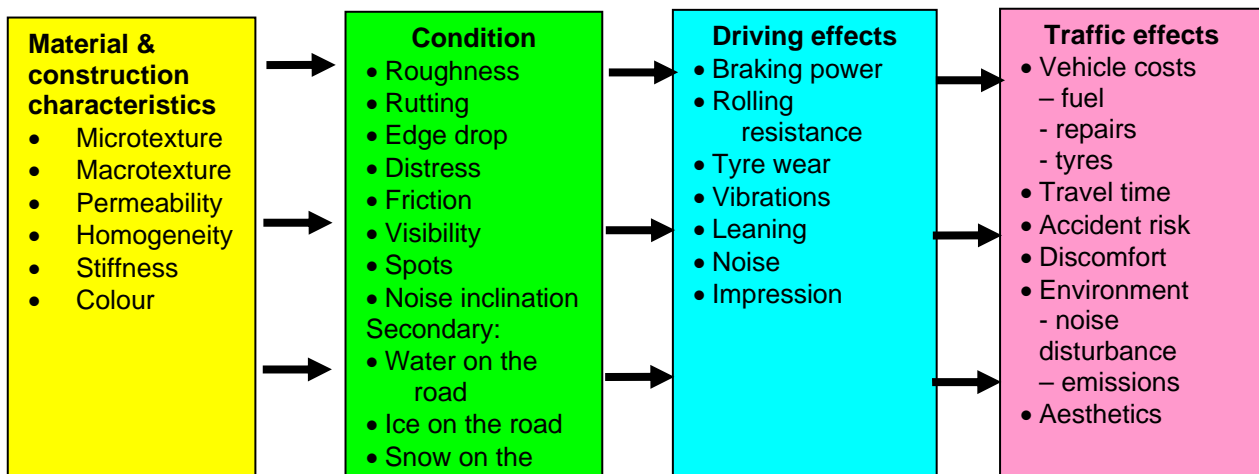 Material &
construction
characteristics
• Microtexture
• Macrotexture
• Permeability
• Homogeneity
• Stiffness
• Colour
Condition
• Roughness
• Rutting
• Edge drop
• Distress
• Friction
• Visibility
• Spots
• Noise inclination
Secondary:
• Water on the
road
• Ice on the road
• Snow on the
Driving effects
• Braking power
• Rolling
resistance
• Tyre wear
• Vibrations
• Leaning
• Noise
• Impression
Traffic effects
• Vehicle costs
– fuel
- repairs
- tyres
• Travel time
• Accident risk
• Discomfort
• Environment
- noise
disturbance
– emissions
• Aesthetics